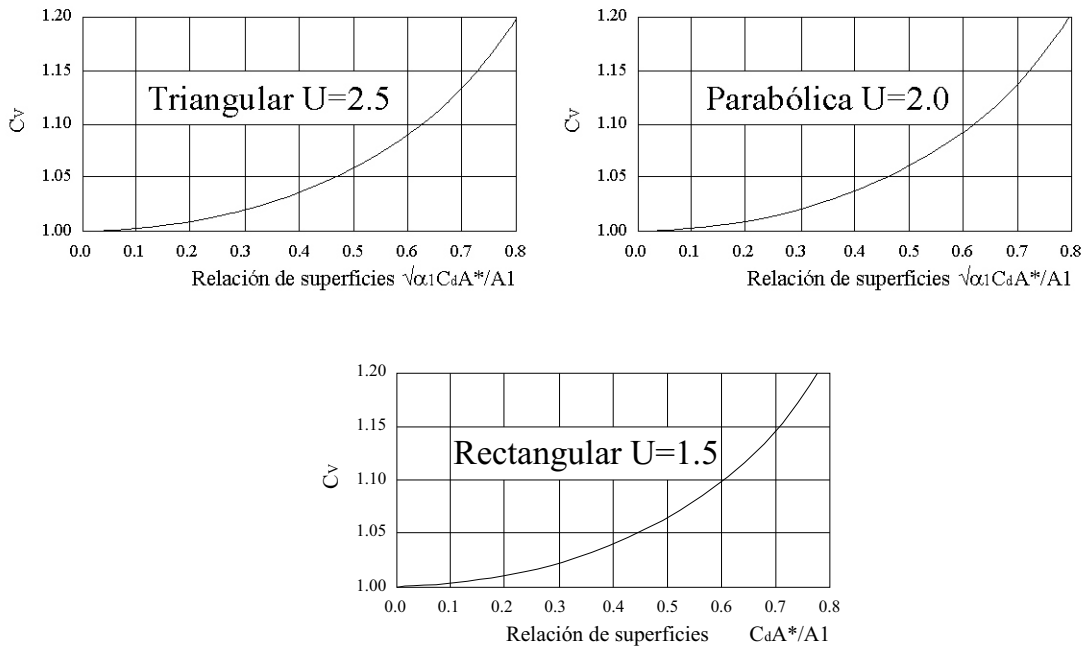 1.20
1.15
1.10
1.05
1.00
Cv
Triangular U=2.5
0.0 0.1 0.2 0.3 0.4 0.5 0.6 0.7 0.8
Relación de superficies √α1CdA*/A1
1.20
1.15
1.10
1.05
1.00
Cv
Parabólica U=2.0
0.0 0.1 0.2 0.3 0.4 0.5 0.6 0.7 0.8
Relación de superficies √α1CdA*/A1
1.20
1.15
1.10
1.05
1.00
Cv
Rectangular U=1.5
0.0 0.1 0.2 0.3 0.4 0.5 0.6 0.7 0.8
Relación de superficies CdA*/A1